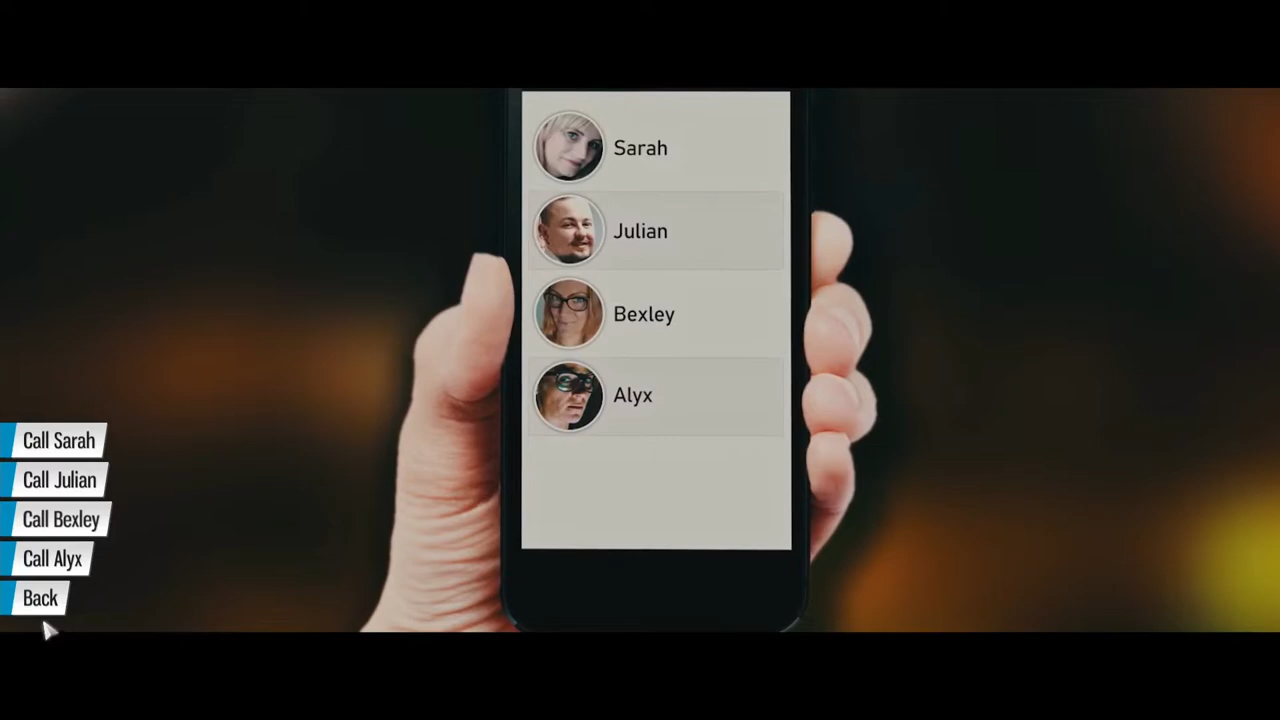 Sarah
Julian
Bexley
Alyx
Call Sarah
Call Julian
Call Bexley
Call Alyx
Back